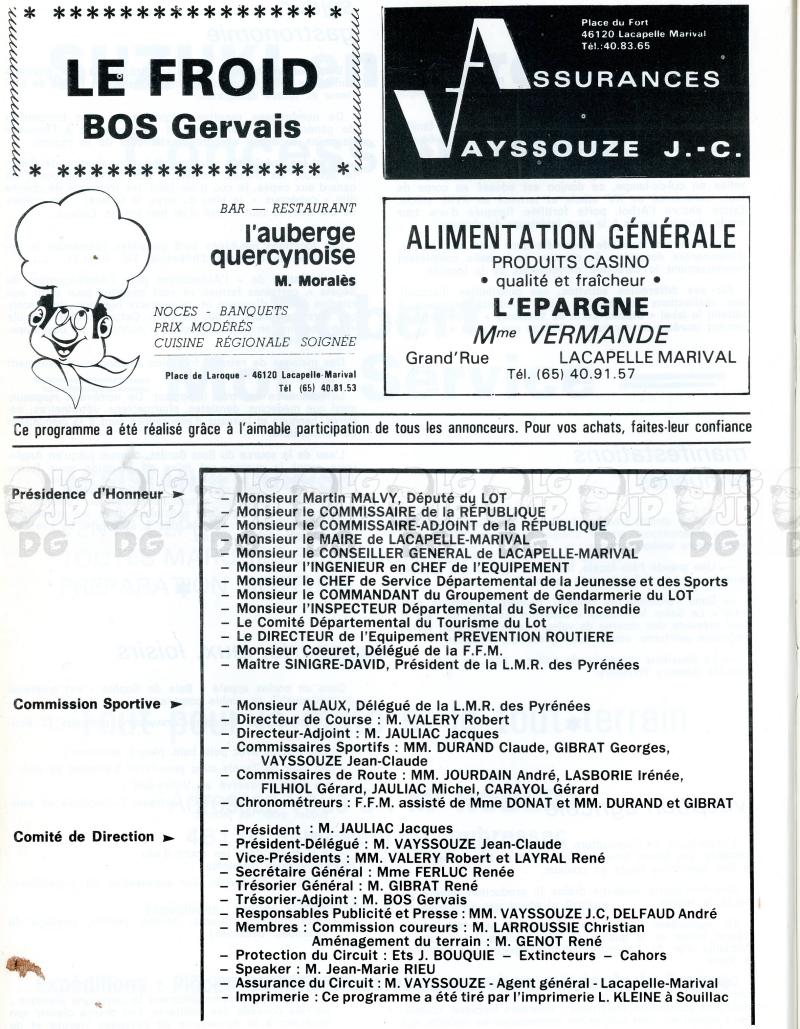 * * * * * * * * * * * * * * * *
LE FROID
BOS Gervais
* * * * * * * * * * * * * * * *
Place du Fort
46120 Lacapelle Marival
Tél.:40.83.65
ASSURANCES
VAYSSOUZE J.-C.
BAR — RESTAURANT
l'auberge
quercynoise
M. Moralès
NOCES - BANQUETS
PRIX MODÉRÉS
CUISINE RÉGIONALE SOIGNÉE
Place de Laroque - 46120 Lacapelle-Marival
Tél (65) 40.81.53
ALIMENTATION GÉNÉRALE
PRODUITS CASINO
• qualité et fraîcheur •
L'EPARGNE
Mme VERMANDE
Grand'Rue LACAPELLE MARIVAL
Tél. (65) 40.91.57
Ce programme a été réalisé grâce à l'aimable participation de tous les annonceurs. Pour vos achats, faites-leur confiance
Présidence d'Honneur ►
– Monsieur Martin MALVY, Député du LOT
– Monsieur le COMMISSAIRE de la RÉPUBLIQUE
– Monsieur le COMMISSAIRE-ADJOINT de la RÉPUBLIQUE
– Monsieur le MAIRE de LACAPELLE-MARIVAL
– Monsieur le CONSEILLER GENERAL de LACAPELLE-MARIVAL
– Monsieur l'INGENIEUR en CHEF de l'EQUIPEMENT
– Monsieur le CHEF de Service Départemental de la Jeunesse et des Sports
– Monsieur le COMMANDANT du Groupement de Gendarmerie du LOT
– Monsieur l'INSPECTEUR Départemental du Service Incendie
– Le Comité Départemental du Tourisme du Lot
– Le DIRECTEUR de l'Equipement PREVENTION ROUTIERE
– Monsieur Coeuret, Délégué de la F.F.M.
– Maître SINIGRE-DAVID, Président de la L.M.R. des Pyrénées
Commission Sportive ►
– Monsieur ALAUX, Délégué de la L.M.R. des Pyrénées
– Directeur de Course : M. VALERY Robert
– Directeur-Adjoint : M. JAULIAC Jacques
– Commissaires Sportifs : MM. DURAND Claude, GIBRAT Georges,
VAYSSOUZE Jean-Claude
– Commissaires de Route : MM. JOURDAIN André, LASBORIE Irénée,
FILHIOL Gérard, JAULIAC Michel, CARAYOL Gérard
– Chronométreurs : F.F.M. assisté de Mme DONAT et MM. DURAND et GIBRAT
Comité de Direction ►
– Président : M. JAULIAC Jacques
– Président-Délégué : M. VAYSSOUZE Jean-Claude
– Vice-Présidents : MM. VALERY Robert et LAYRAL René
– Secrétaire Général : Mme FERLUC Renée
– Trésorier Général : M. GIBRAT René
– Trésorier-Adjoint : M. BOS Gervais
– Responsables Publicité et Presse : MM. VAYSSOUZE J.C, DELFAUD André
– Membres : Commission coureurs : M. LARROUSSIE Christian
Aménagement du terrain : M. GENOT René
– Protection du Circuit : Ets J. BOUQUIE – Extincteurs – Cahors
– Speaker : M. Jean-Marie RIEU
– Assurance du Circuit : M. VAYSSOUZE - Agent général - Lacapelle-Marival
– Imprimerie : Ce programme a été tiré par l'imprimerie L. KLEINE à Souillac